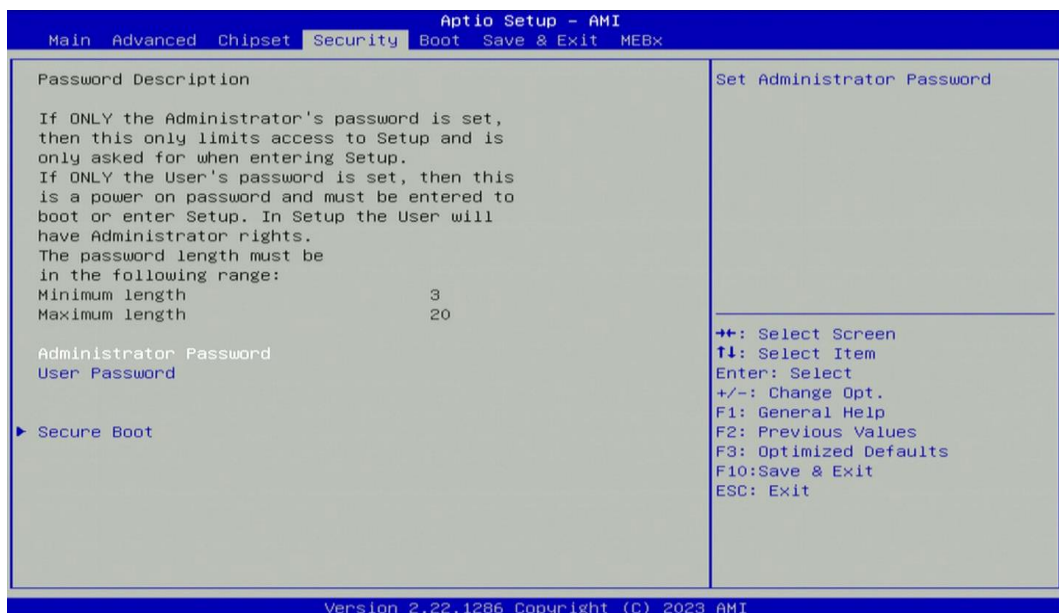 Aptio Setup – AMI
Main Advanced Chipset Security Boot Save & Exit MEBx
Password Description
If ONLY the Administrator's password is set,
then this only limits access to Setup and is
only asked for when entering Setup.
If ONLY the User's password is set, then this
is a power on password and must be entered to
boot or enter Setup. In Setup the User will
have Administrator rights.
The password length must be
in the following range:
Minimum length 3
Maximum length 20
Administrator Password
User Password
► Secure Boot
Set Administrator Password
→←: Select Screen
↑↓: Select Item
Enter: Select
+/-: Change Opt.
F1: General Help
F2: Previous Values
F3: Optimized Defaults
F10:Save & Exit
ESC: Exit
Version 2.22.1286 Copyright (C) 2023 AMI